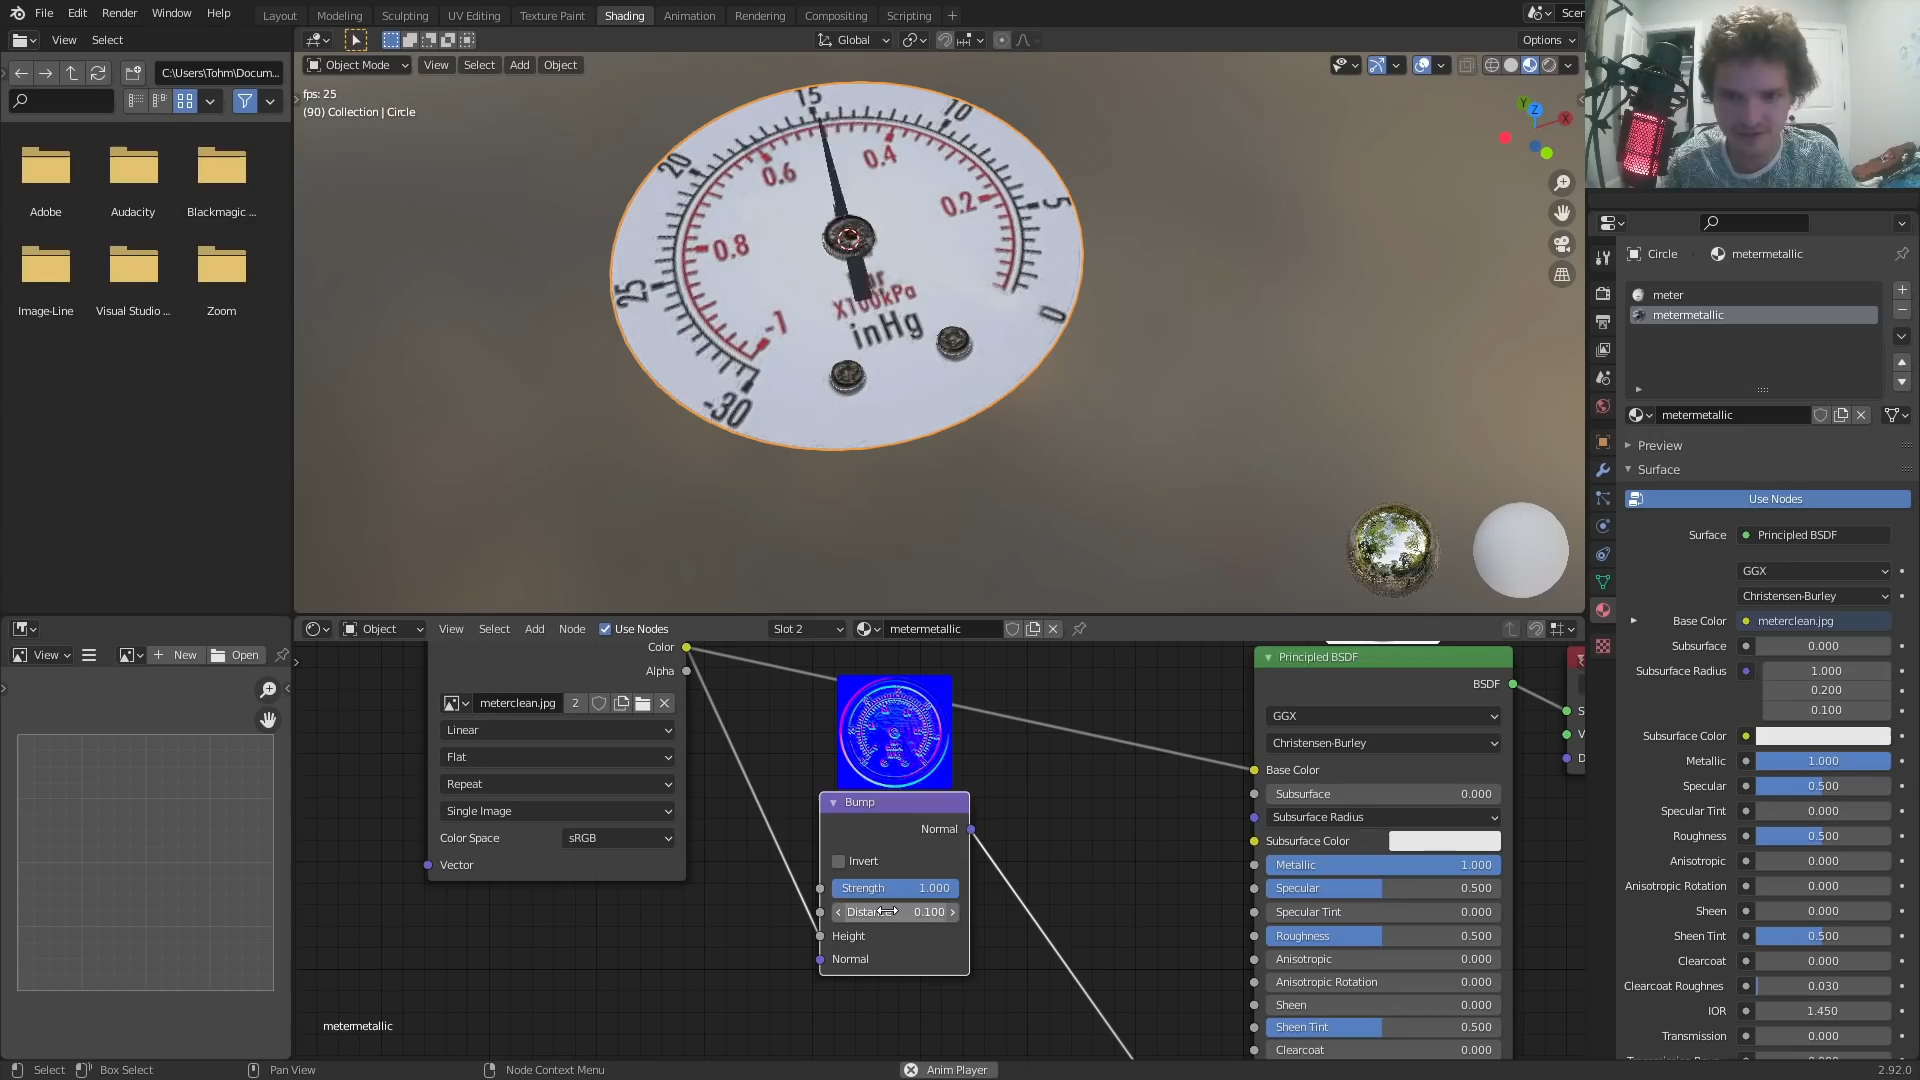 File Edit Render Window Help
Layout Modeling Sculpting UV Editing Texture Paint Shading Animation Rendering Compositing Scripting +
Scen
View Select
Global
Options
C:\Users\Tohm\Docum...
Object Mode View Select Add Object
fps: 25
(90) Collection | Circle
Adobe Audacity Blackmagic ...
Image-Line Visual Studio ... Zoom
15
10
20
0.6 0.4
0.2 5
0.8
25
X100kPa
-1
inHg
0
-30
X Y Z
Circle metermetallic
meter
metermetallic
metermetallic
Preview
Surface
Use Nodes
Surface Principled BSDF
GGX
Christensen-Burley
Base Color meterclean.jpg
Subsurface 0.000
Subsurface Radius 1.000
0.200
0.100
Subsurface Color
Metallic 1.000
Specular 0.500
Specular Tint 0.000
Roughness 0.500
Anisotropic 0.000
Anisotropic Rotation 0.000
Sheen 0.000
Sheen Tint 0.500
Clearcoat 0.000
Clearcoat Roughnes 0.030
IOR 1.450
Transmission 0.000
View New Open
Object View Select Add Node Use Nodes Slot 2 metermetallic
Color
Alpha
meterclean.jpg 2
Linear
Flat
Repeat
Single Image
Color Space sRGB
Vector
Bump
Normal
Invert
Strength 1.000
Distance 0.100
Height
Normal
Principled BSDF
BSDF
GGX
Christensen-Burley
Base Color
Subsurface 0.000
Subsurface Radius
Subsurface Color
Metallic 1.000
Specular 0.500
Specular Tint 0.000
Roughness 0.500
Anisotropic 0.000
Anisotropic Rotation 0.000
Sheen 0.000
Sheen Tint 0.500
Clearcoat 0.000
S
V
D
metermetallic
Select Box Select Pan View Node Context Menu Anim Player 2.92.0